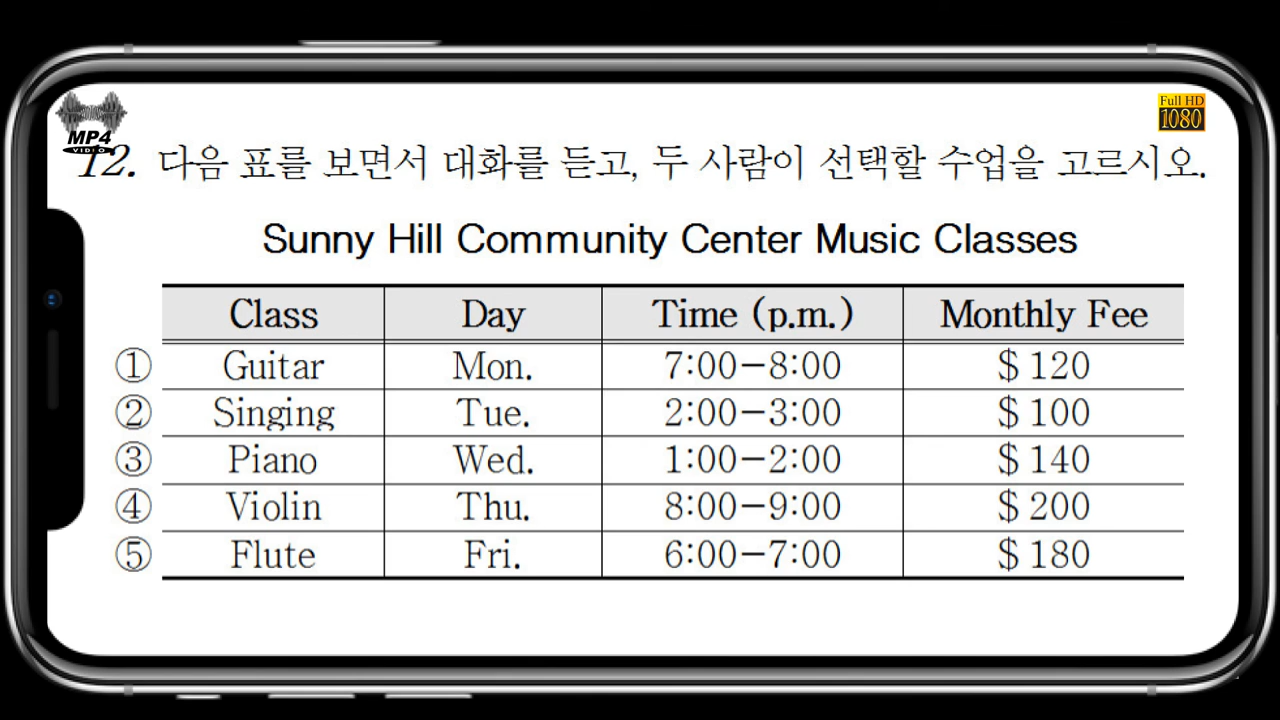 MP4
VIDEO
Full HD
1080
12. 다음 표를 보면서 대화를 듣고, 두 사람이 선택할 수업을 고르시오.
Sunny Hill Community Center Music Classes
Class Day Time (p.m.) Monthly Fee
① Guitar Mon. 7:00-8:00 $ 120
② Singing Tue. 2:00-3:00 $ 100
③ Piano Wed. 1:00-2:00 $ 140
④ Violin Thu. 8:00-9:00 $ 200
⑤ Flute Fri. 6:00-7:00 $ 180